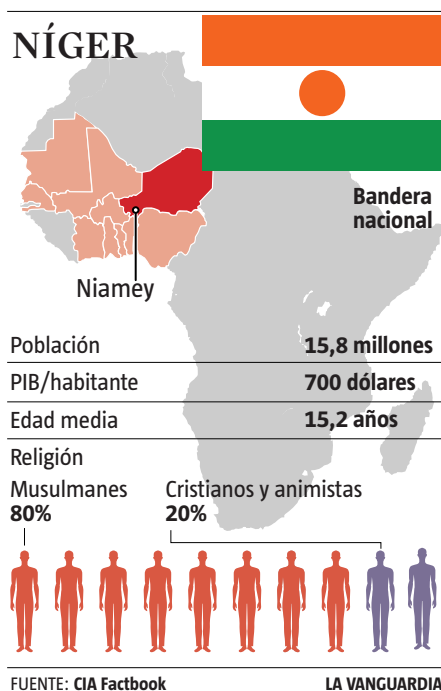 NÍGER
Bandera
nacional
Niamey
Población 15,8 millones
PIB/habitante 700 dólares
Edad media 15,2 años
Religión
Musulmanes Cristianos y animistas
80% 20%
FUENTE: CIA Factbook LA VANGUARDIA